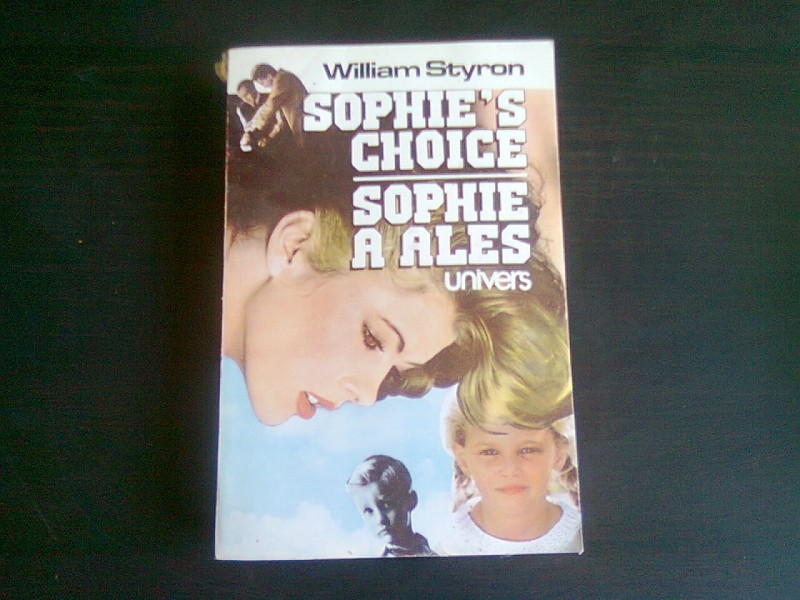 William Styron
SOPHIE'S
CHOICE
SOPHIE
A ALES
univers